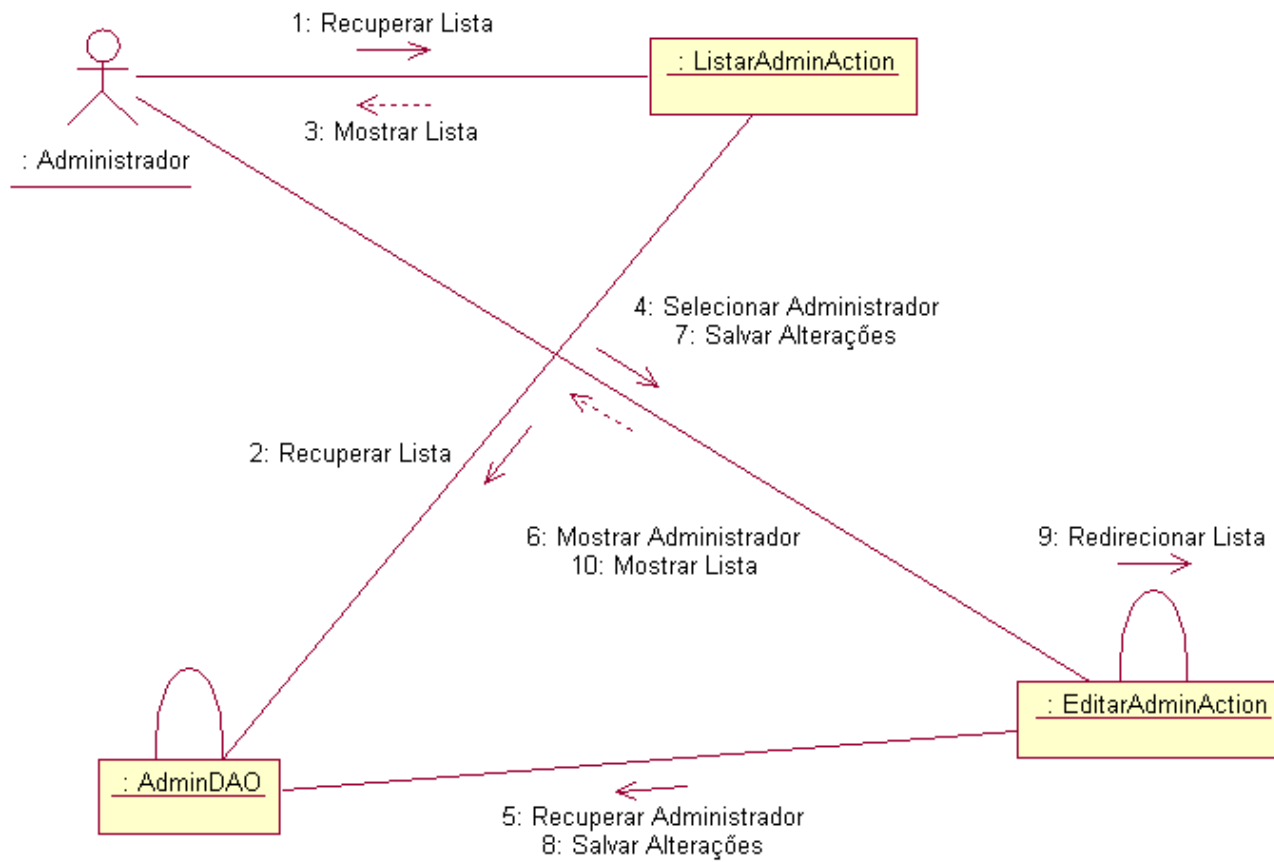 1: Recuperar Lista
: ListarAdminAction
3: Mostrar Lista
: Administrador
4: Selecionar Administrador
7: Salvar Alterações
2: Recuperar Lista
6: Mostrar Administrador
10: Mostrar Lista
9: Redirecionar Lista
: EditarAdminAction
: AdminDAO
5: Recuperar Administrador
8: Salvar Alterações